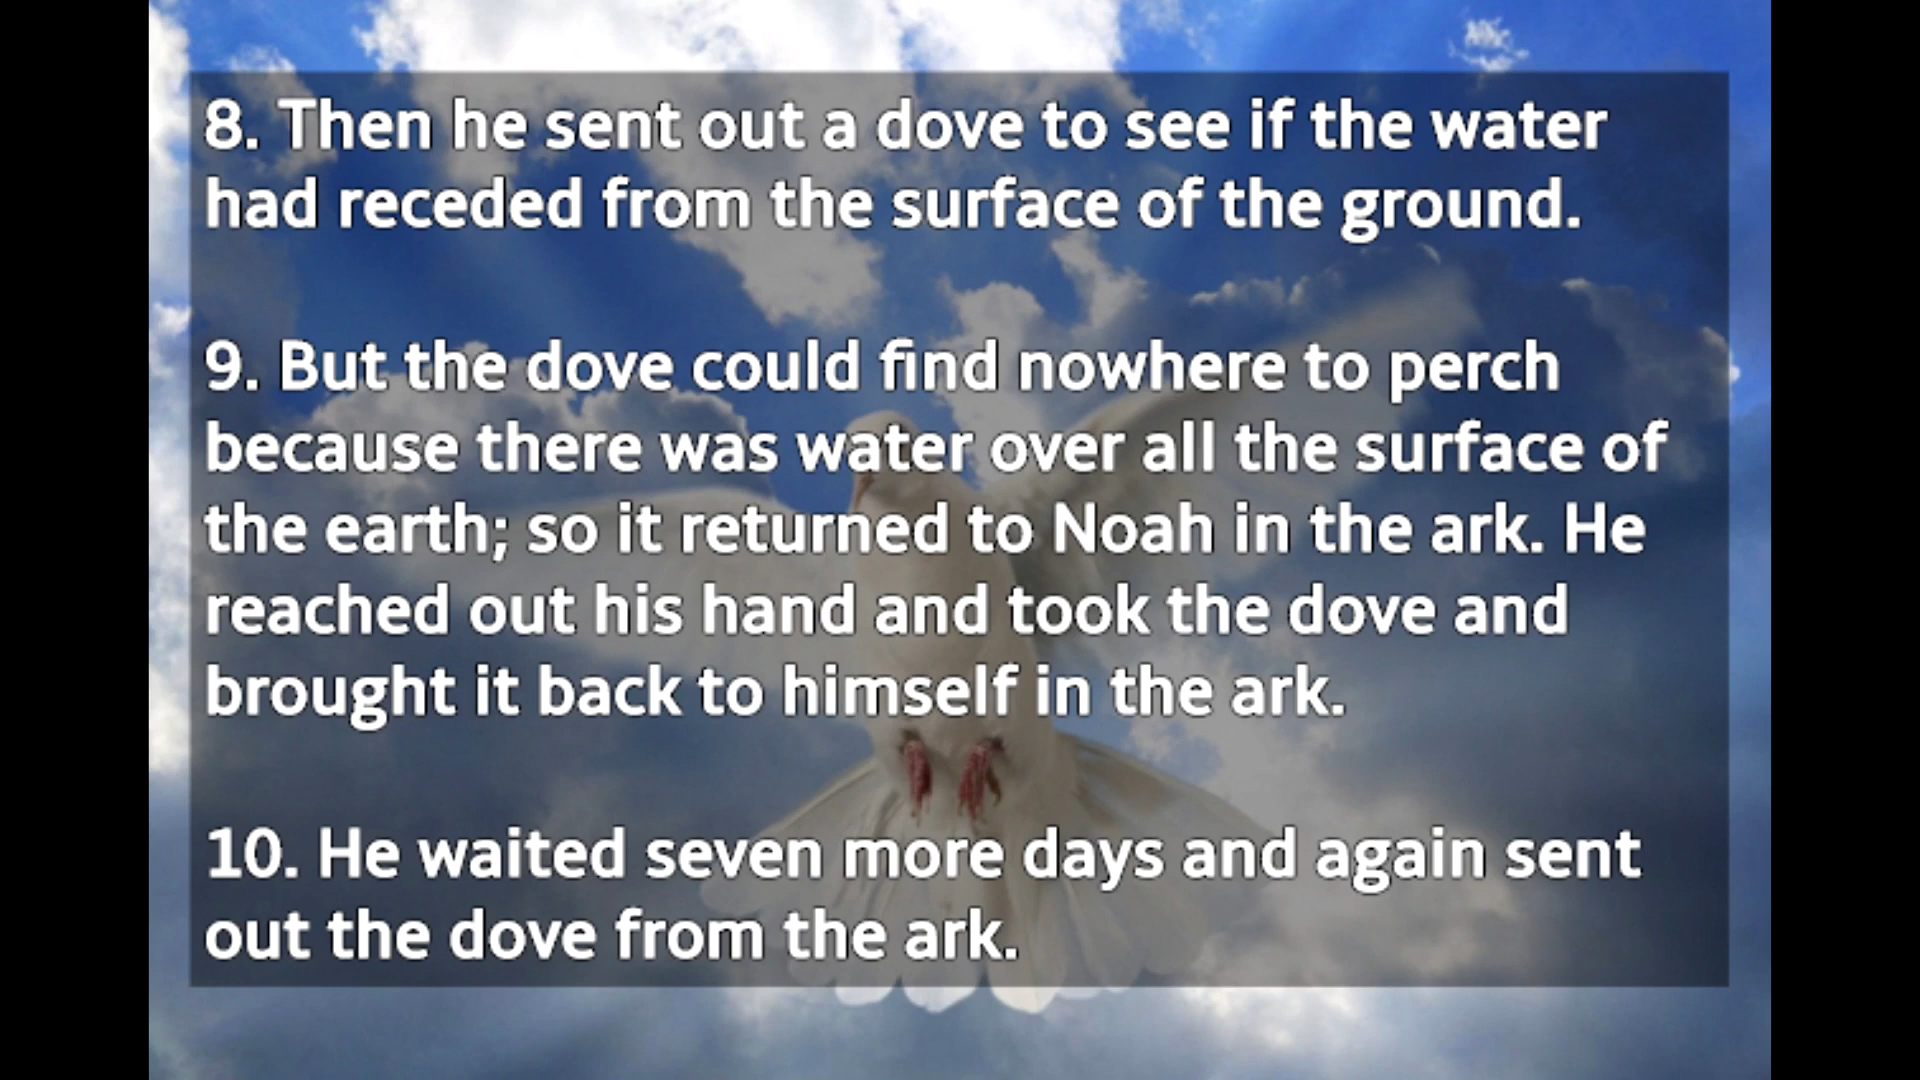 8. Then he sent out a dove to see if the water
had receded from the surface of the ground.
9. But the dove could find nowhere to perch
because there was water over all the surface of
the earth; so it returned to Noah in the ark. He
reached out his hand and took the dove and
brought it back to himself in the ark.
10. He waited seven more days and again sent
out the dove from the ark.